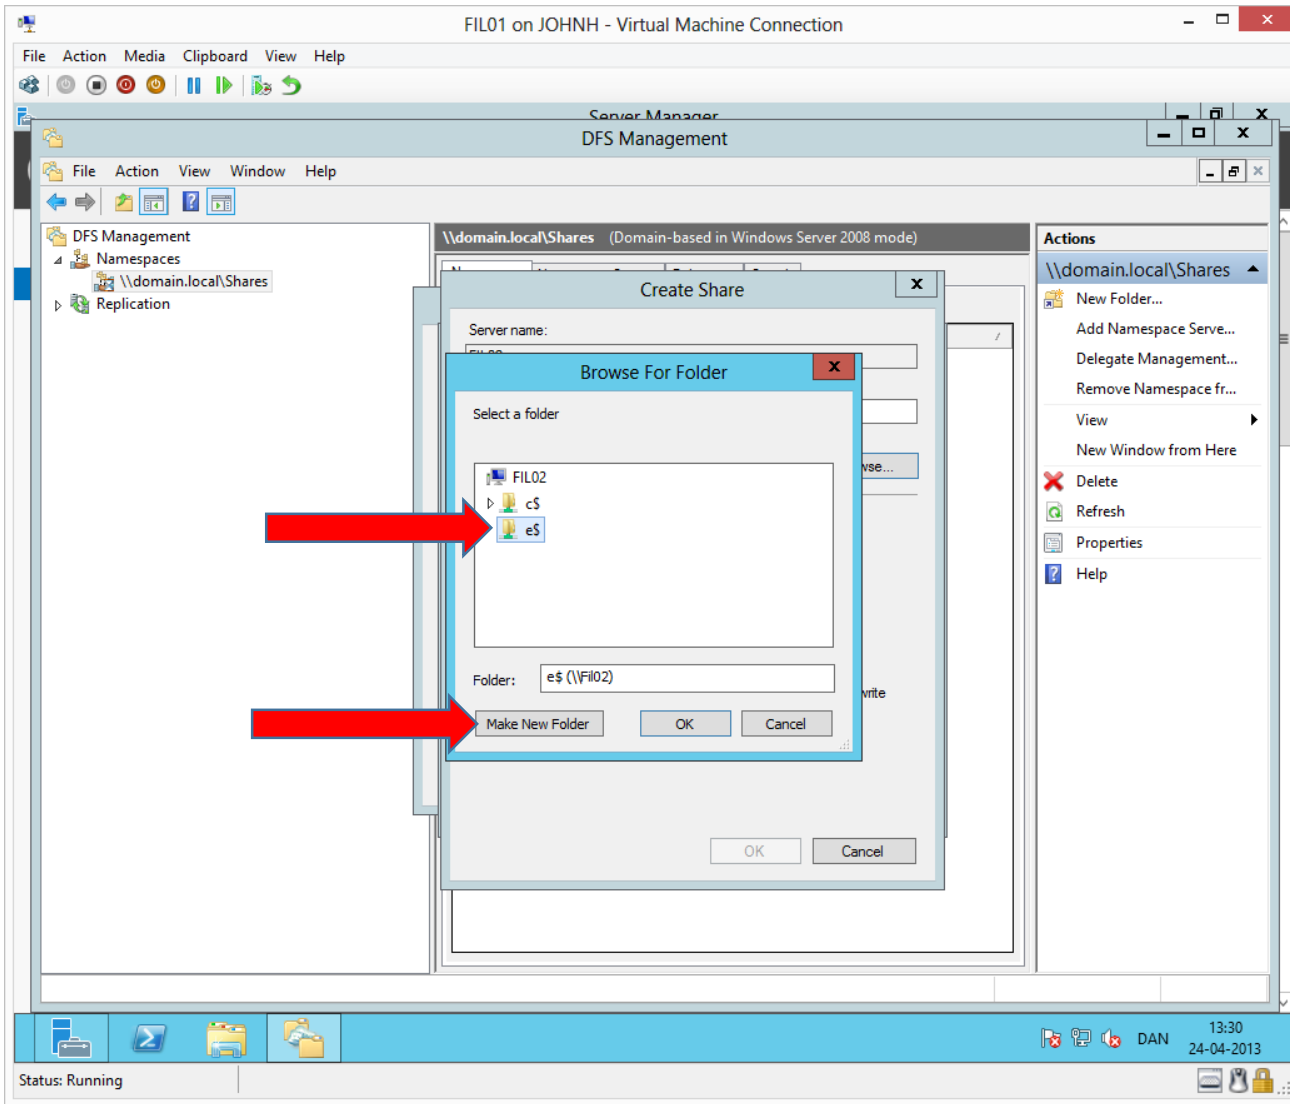 FIL01 on JOHNH - Virtual Machine Connection
File Action Media Clipboard View Help
Server Manager
DFS Management
File Action View Window Help
DFS Management
Namespaces
\\domain.local\Shares
Replication
\\domain.local\Shares (Domain-based in Windows Server 2008 mode)
Create Share
Server name:
Browse For Folder
Select a folder
FIL02
c$
e$
Folder: e$ (\\Fil02)
Make New Folder OK Cancel
OK Cancel
Actions
\\domain.local\Shares
New Folder...
Add Namespace Serve...
Delegate Management...
Remove Namespace fr...
View
New Window from Here
Delete
Refresh
Properties
Help
DAN
13:30
24-04-2013
Status: Running